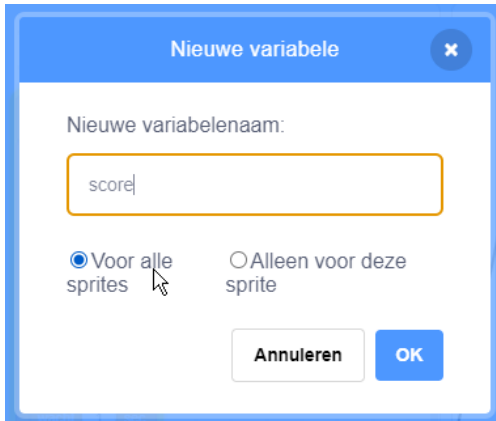 Nieuwe variabele
Nieuwe variabelenaam:
score
Voor alle sprites
Alleen voor deze sprite
Annuleren
OK